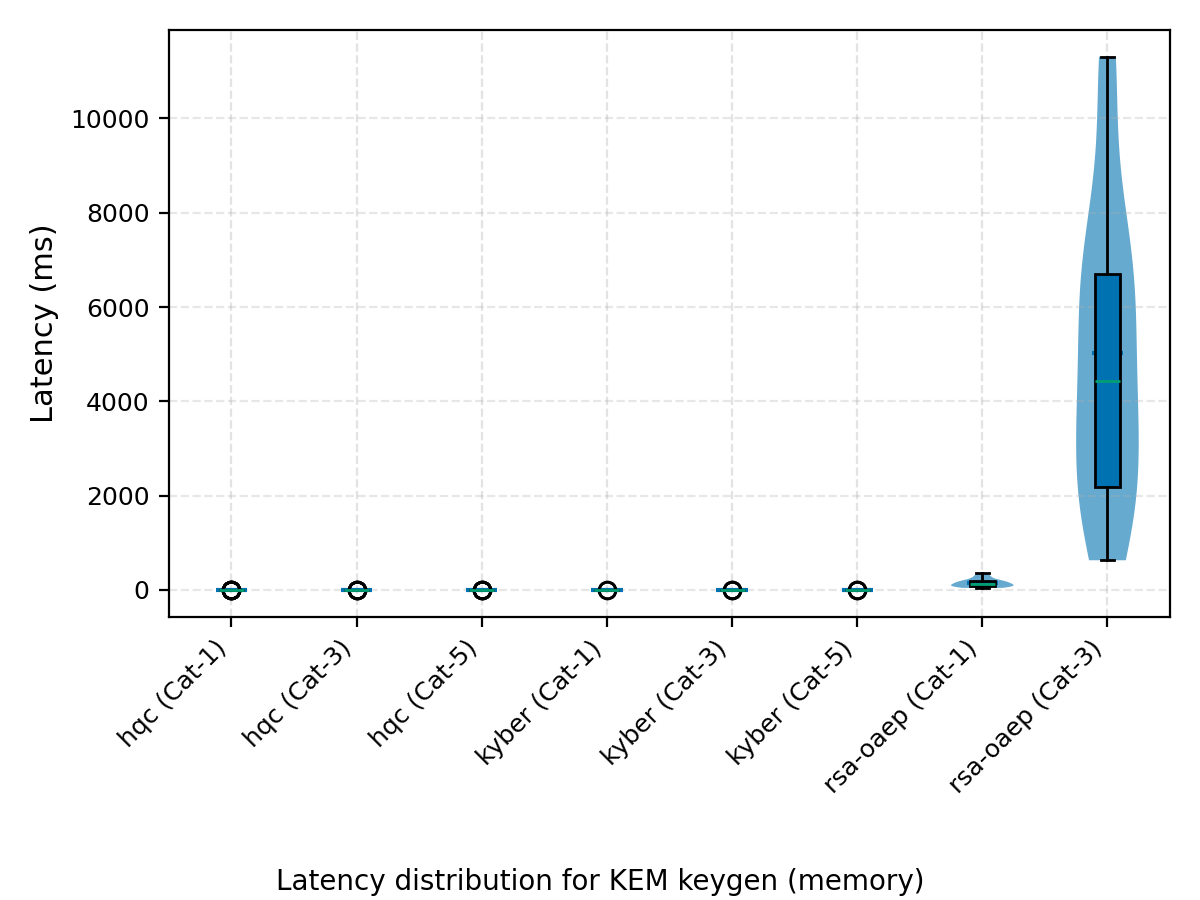 Latency (ms)
10000
8000
6000
4000
2000
0
hqc (Cat-1)
hqc (Cat-3)
hqc (Cat-5)
kyber (Cat-1)
kyber (Cat-3)
kyber (Cat-5)
rsa-oaep (Cat-1)
rsa-oaep (Cat-3)
Latency distribution for KEM keygen (memory)